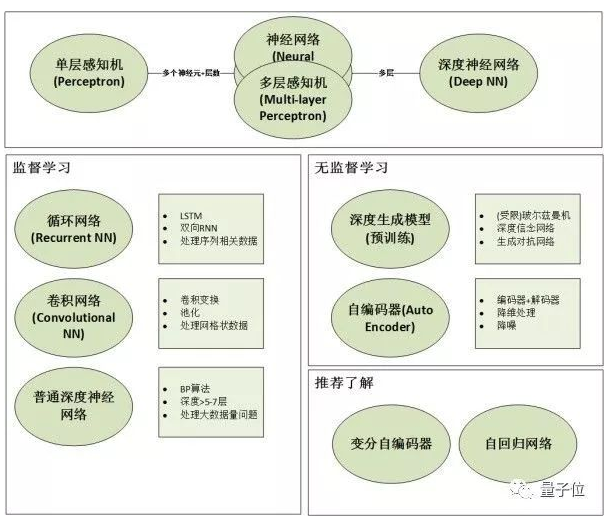 单层感知机
(Perceptron)
多个神经元+层数
神经网络
(Neural
多层感知机
(Multi-layer
Perceptron)
多层
深度神经网络
(Deep NN)
监督学习
循环网络
(Recurrent NN)
LSTM
双向RNN
处理序列相关数据
卷积网络
(Convolutional
NN)
卷积变换
池化
处理网格状数据
普通深度神经
网络
BP算法
深度>5-7层
处理大数据量问题
无监督学习
深度生成模型
(预训练)
(受限)玻尔兹曼机
深度信念网络
生成对抗网络
自编码器(Auto
Encoder)
编码器+解码器
降维处理
降噪
推荐了解
变分自编码器
自回归网络
量子位